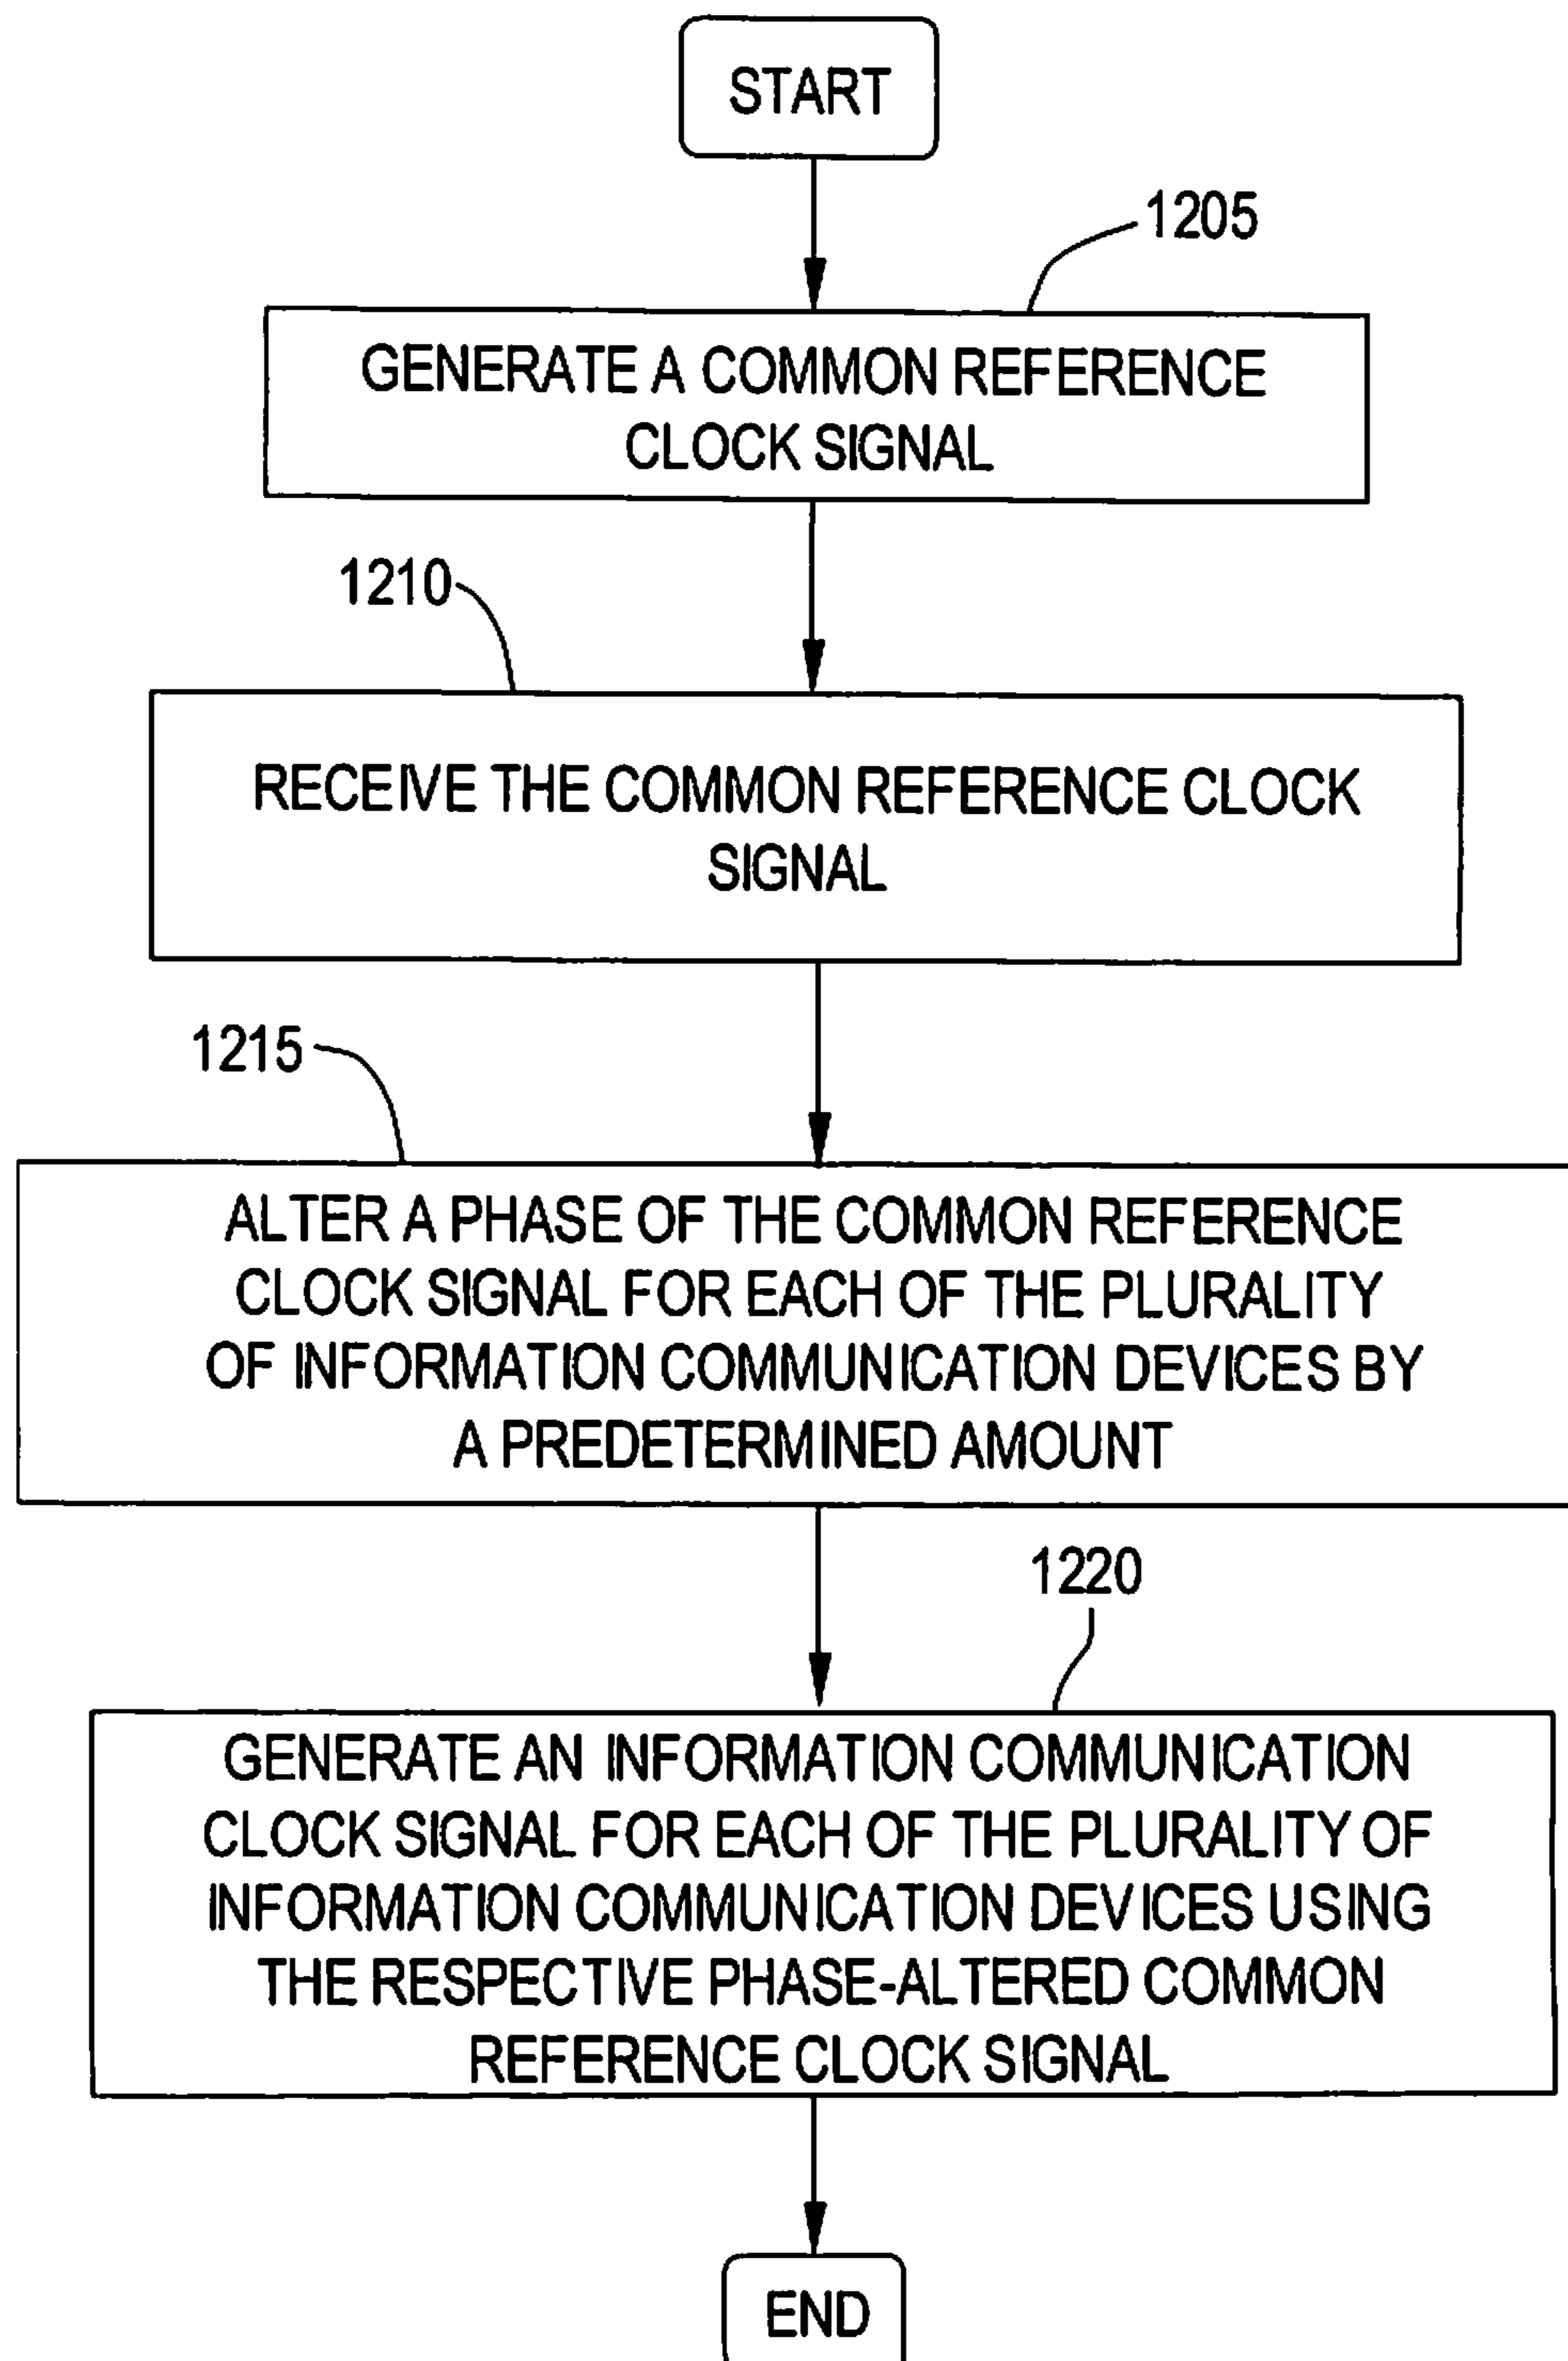 START
1205
GENERATE A COMMON REFERENCE
CLOCK SIGNAL
1210
RECEIVE THE COMMON REFERENCE CLOCK
SIGNAL
1215
ALTER A PHASE OF THE COMMON REFERENCE
CLOCK SIGNAL FOR EACH OF THE PLURALITY
OF INFORMATION COMMUNICATION DEVICES BY
A PREDETERMINED AMOUNT
1220
GENERATE AN INFORMATION COMMUNICATION
CLOCK SIGNAL FOR EACH OF THE PLURALITY OF
INFORMATION COMMUNICATION DEVICES USING
THE RESPECTIVE PHASE-ALTERED COMMON
REFERENCE CLOCK SIGNAL
END